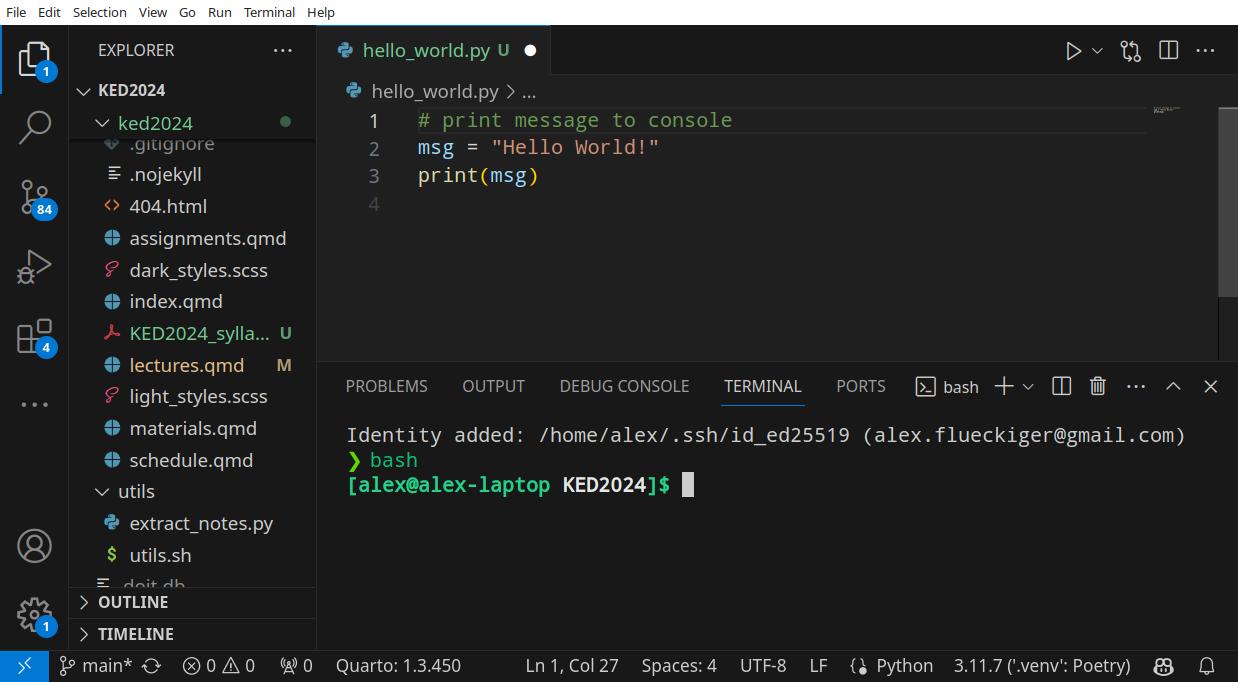 File Edit Selection View Go Run Terminal Help
EXPLORER ...
1
KED2024
ked2024
.gitignore
.nojekyll
404.html
assignments.qmd
dark_styles.scss
index.qmd
KED2024_sylla... U
lectures.qmd M
light_styles.scss
materials.qmd
schedule.qmd
utils
extract_notes.py
$ utils.sh
doit.db
OUTLINE
TIMELINE
84
4
...
1
hello_world.py U
hello_world.py > ...
1 # print message to console
2 msg = "Hello World!"
3 print(msg)
4
PROBLEMS OUTPUT DEBUG CONSOLE TERMINAL PORTS bash
Identity added: /home/alex/.ssh/id_ed25519 (alex.flueckiger@gmail.com)
❯ bash
[alex@alex-laptop KED2024]$
main* 0 0 0 Quarto: 1.3.450 Ln 1, Col 27 Spaces: 4 UTF-8 LF Python 3.11.7 ('.venv': Poetry)